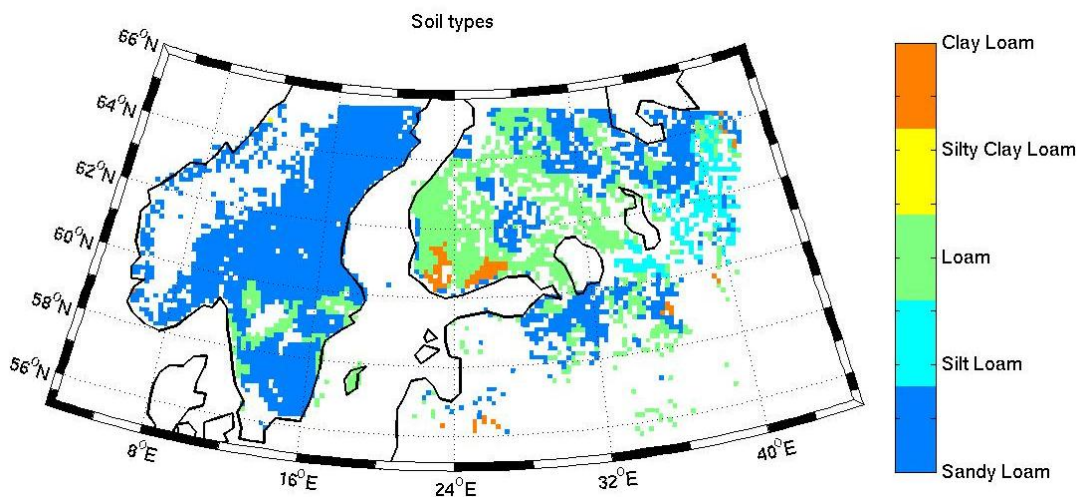 Soil types
66°N
64°N
62°N
60°N
58°N
56°N
8°E
16°E
24°E
32°E
40°E
Clay Loam
Silty Clay Loam
Loam
Silt Loam
Sandy Loam